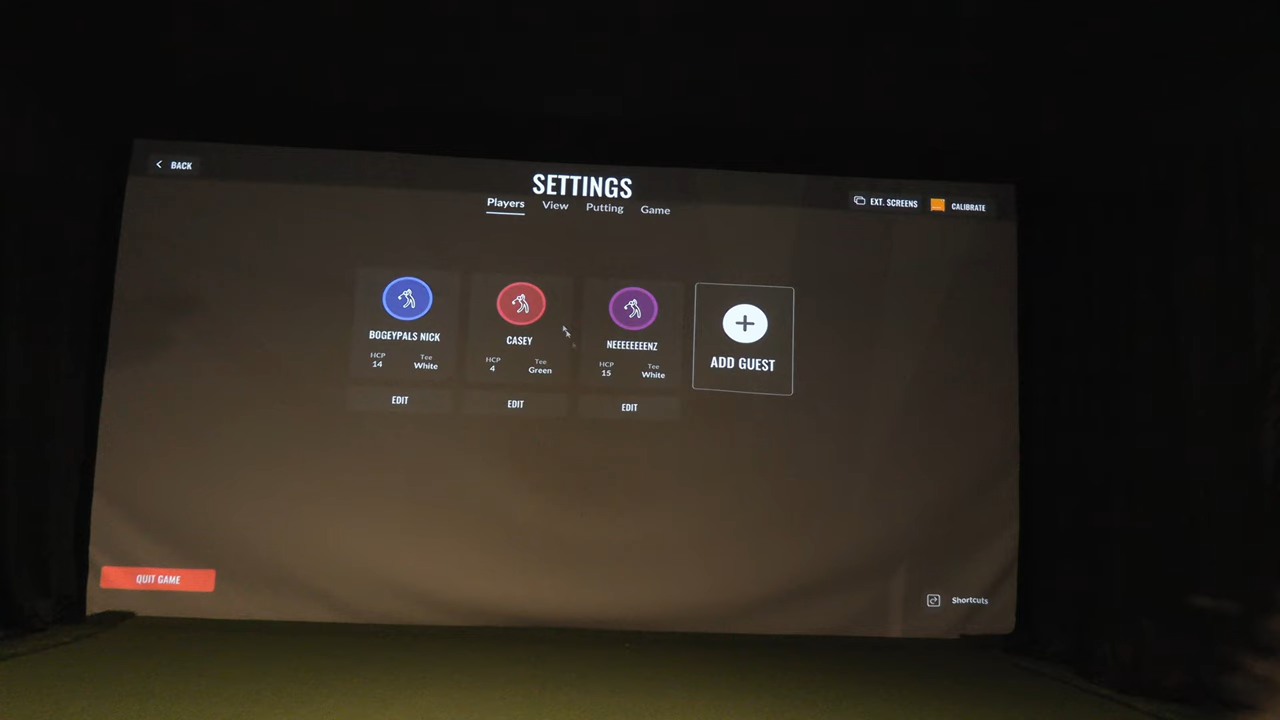 BACK
SETTINGS
Players View Putting Game
EXT. SCREENS CALIBRATE
BOGEYPALS NICK
HCP Tee
14 White
EDIT
CASEY
HCP Tee
4 Green
EDIT
NEEEEEEENZ
HCP Tee
15 White
EDIT
ADD GUEST
QUIT GAME
Shortcuts